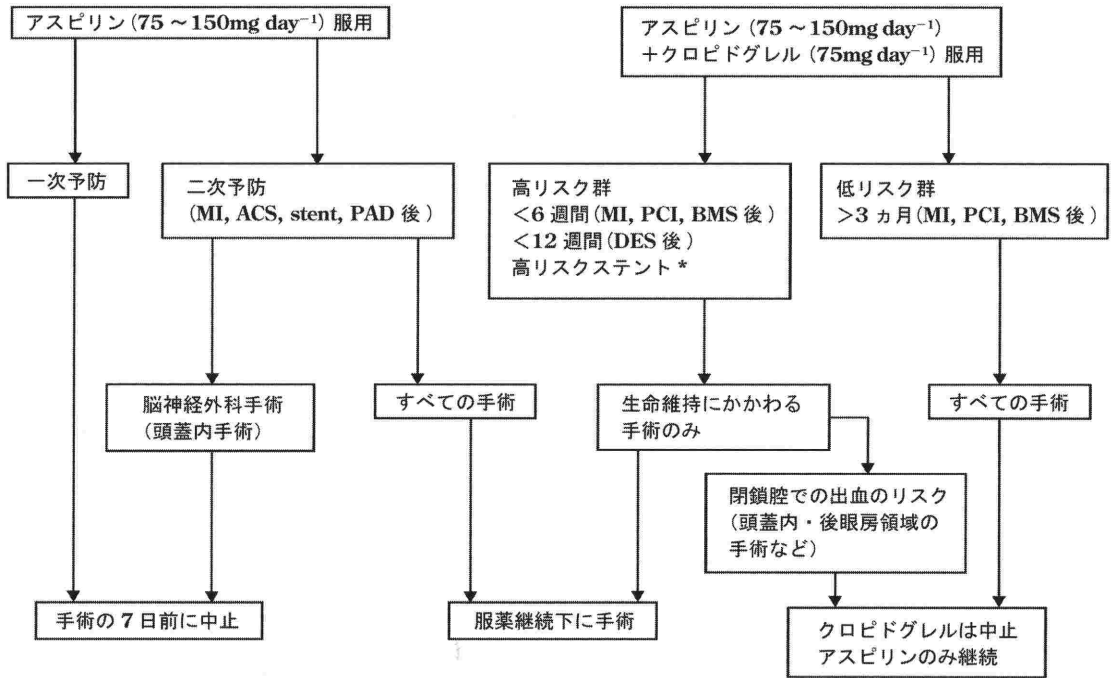 アスピリン (75 ~ 150mg day⁻¹) 服用
アスピリン (75 ~ 150mg day⁻¹)
+クロピドグレル (75mg day⁻¹) 服用
一次予防
二次予防
(MI, ACS, stent, PAD 後 )
高リスク群
<6 週間 (MI, PCI, BMS 後 )
<12 週間 (DES 後 )
高リスクステント *
低リスク群
>3 ヵ月 (MI, PCI, BMS 後 )
脳神経外科手術
(頭蓋内手術)
すべての手術
生命維持にかかわる
手術のみ
すべての手術
閉鎖腔での出血のリスク
(頭蓋内・後眼房領域の
手術など)
手術の 7 日前に中止
服薬継続下に手術
クロピドグレルは中止
アスピリンのみ継続